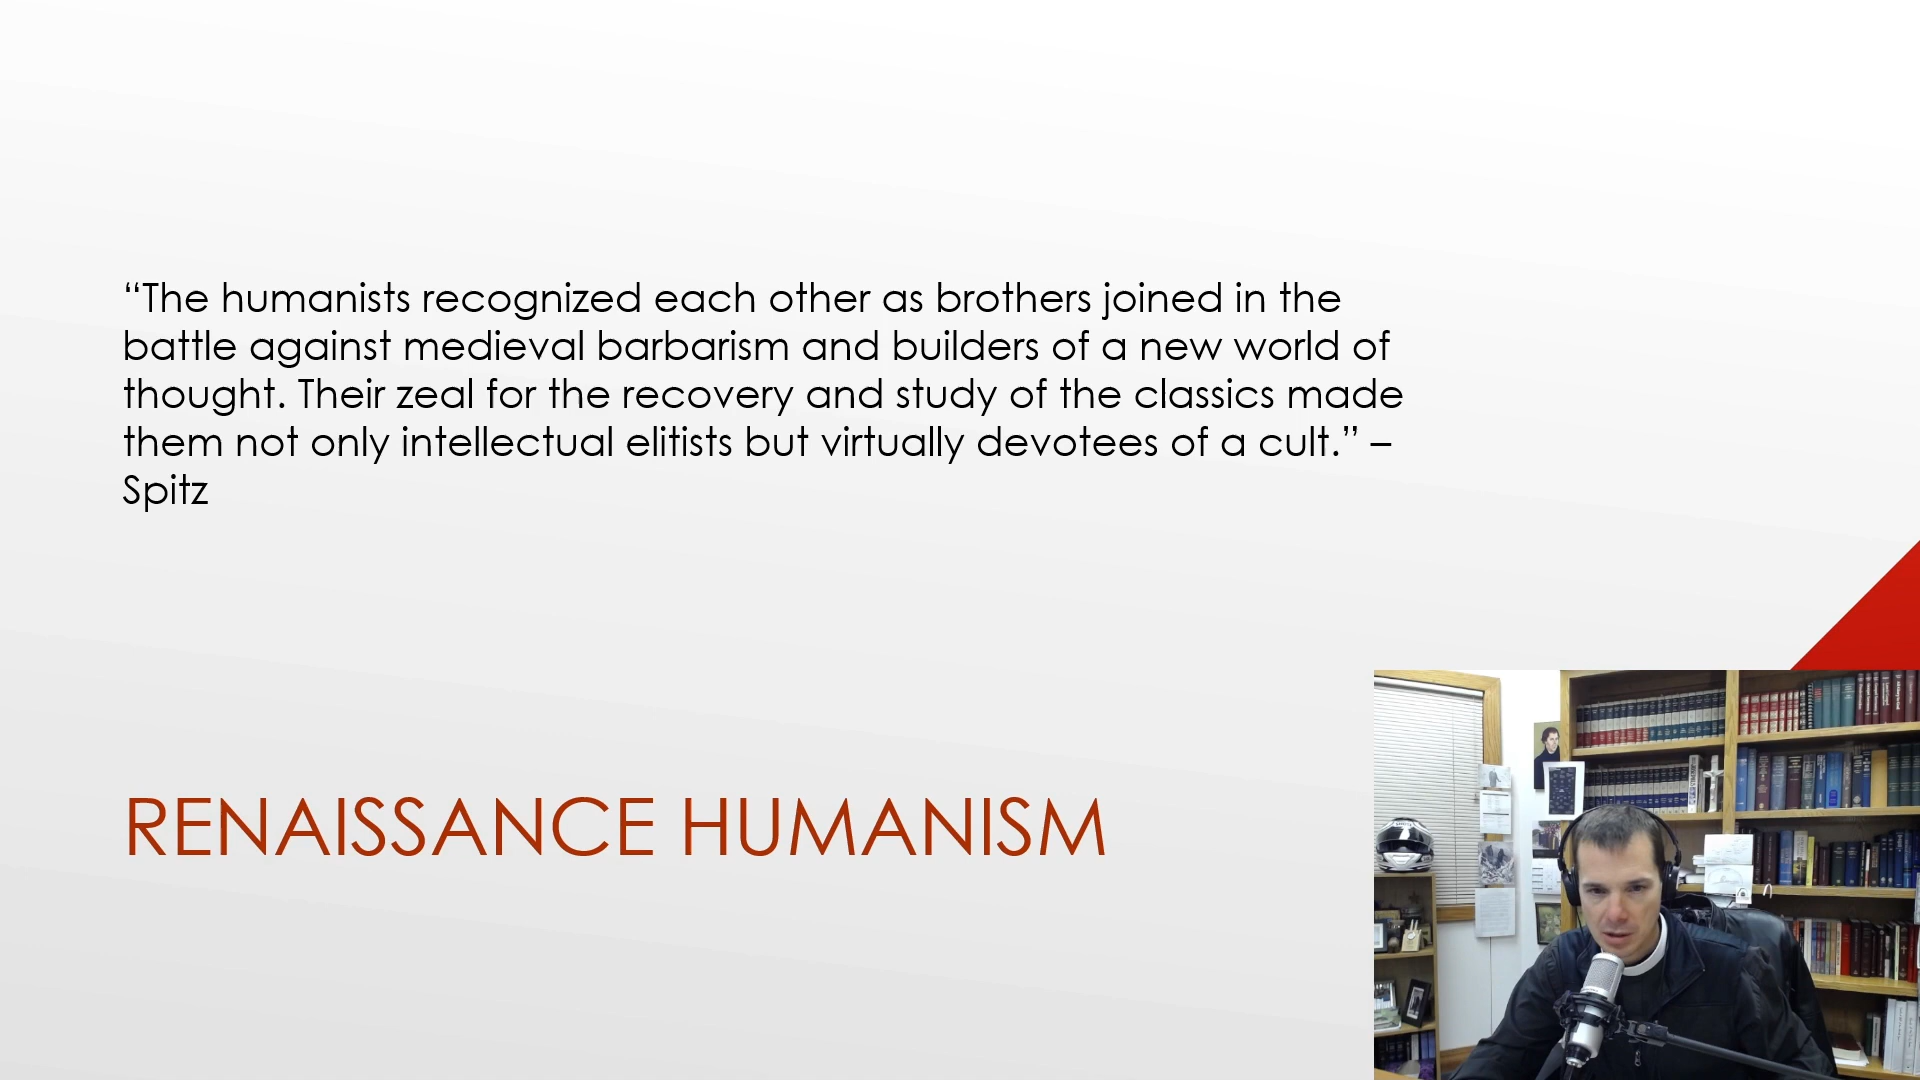 “The humanists recognized each other as brothers joined in the
battle against medieval barbarism and builders of a new world of
thought. Their zeal for the recovery and study of the classics made
them not only intellectual elitists but virtually devotees of a cult.” –
Spitz
RENAISSANCE HUMANISM